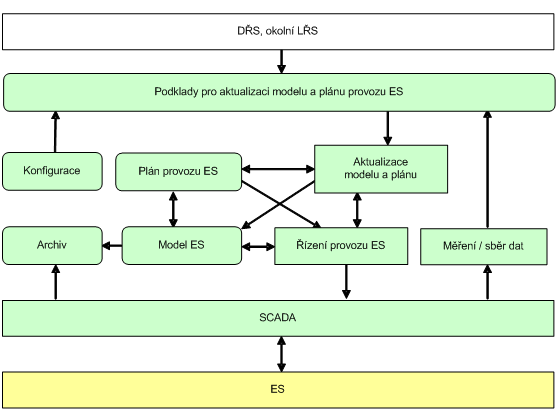 DŘS, okolní LŘS
Podklady pro aktualizaci modelu a plánu provozu ES
Konfigurace
Plán provozu ES
Aktualizace
modelu a plánu
Archiv
Model ES
Řízení provozu ES
Měření / sběr dat
SCADA
ES